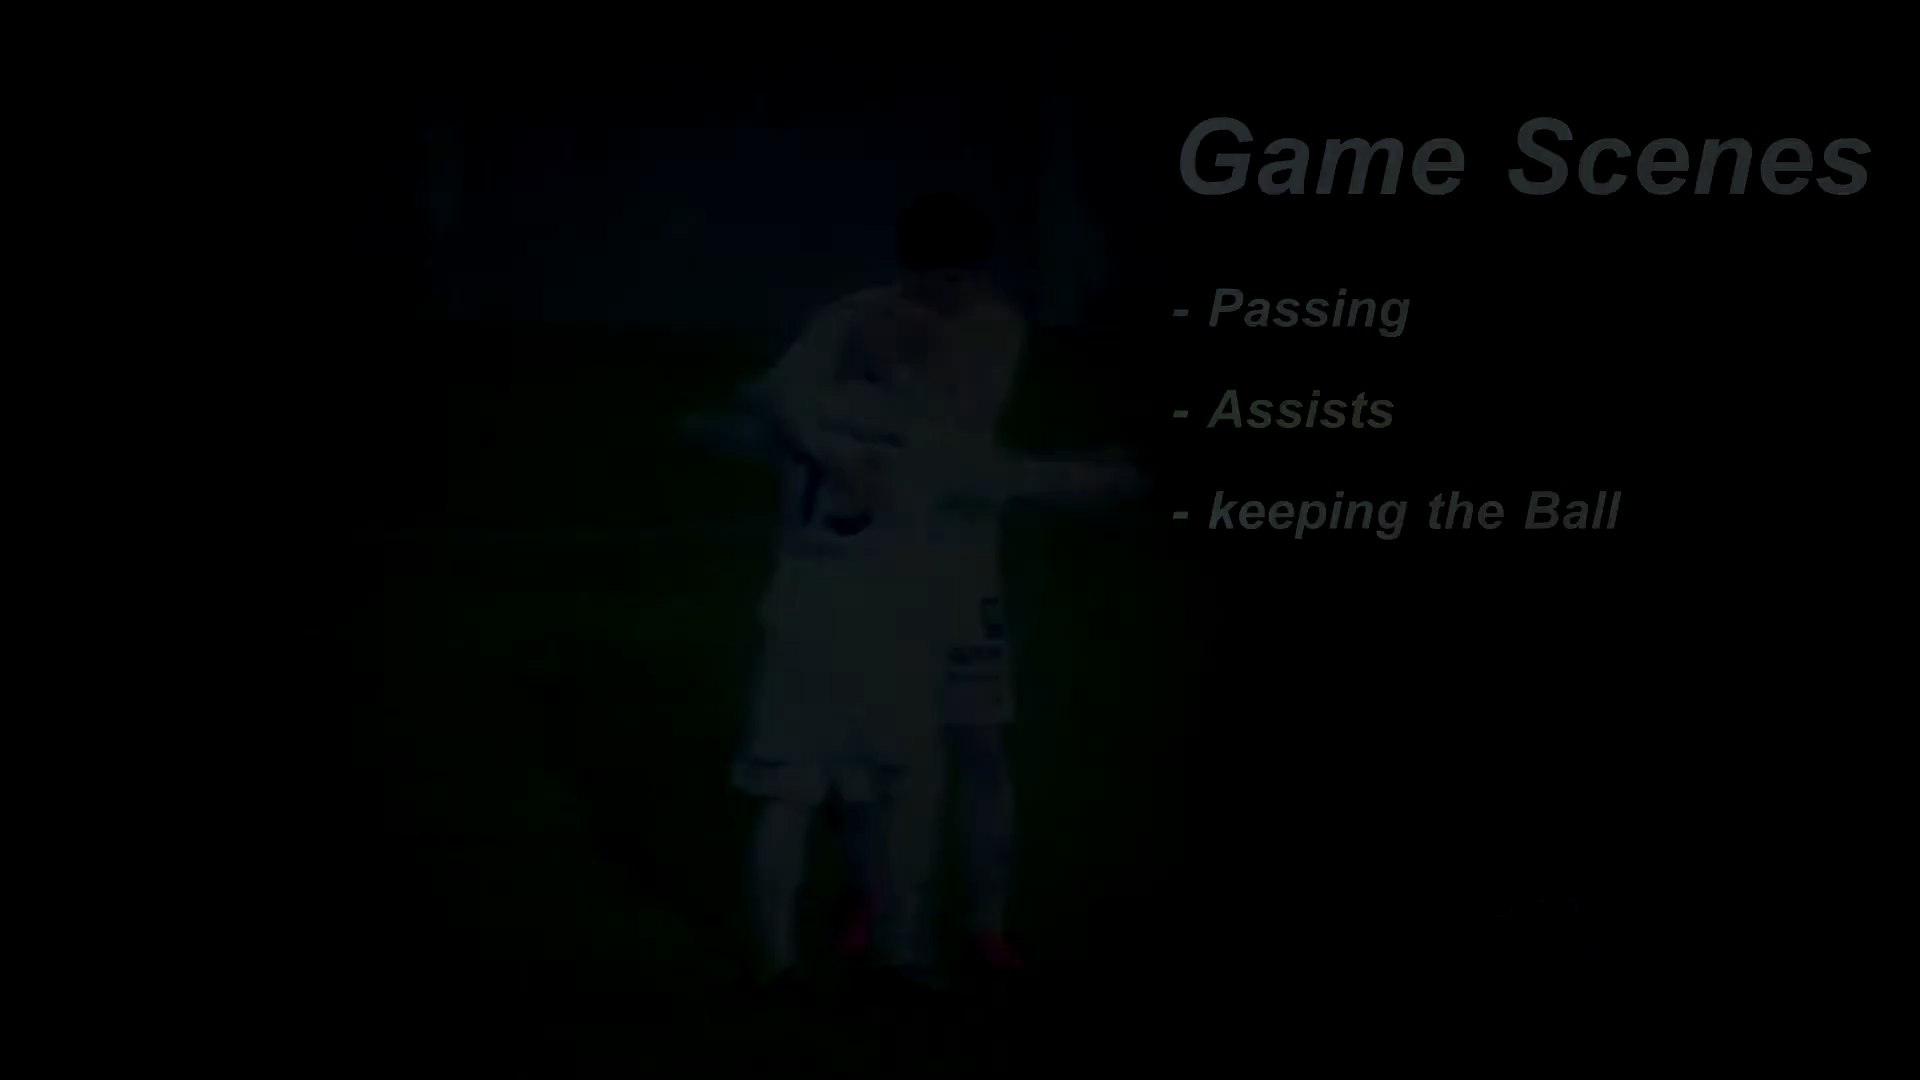 Game Scenes
- Passing
- Assists
- keeping the Ball